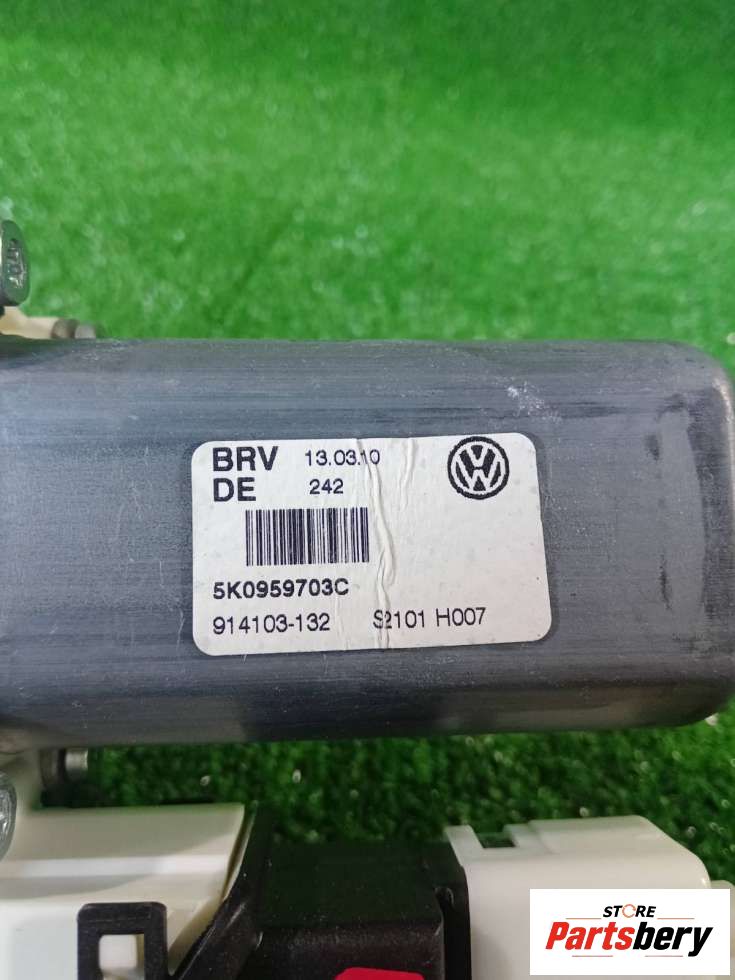 BRV 13.03.10
DE 242
5K0959703C
914103-132 S2101 H007
STORE
Partsbery